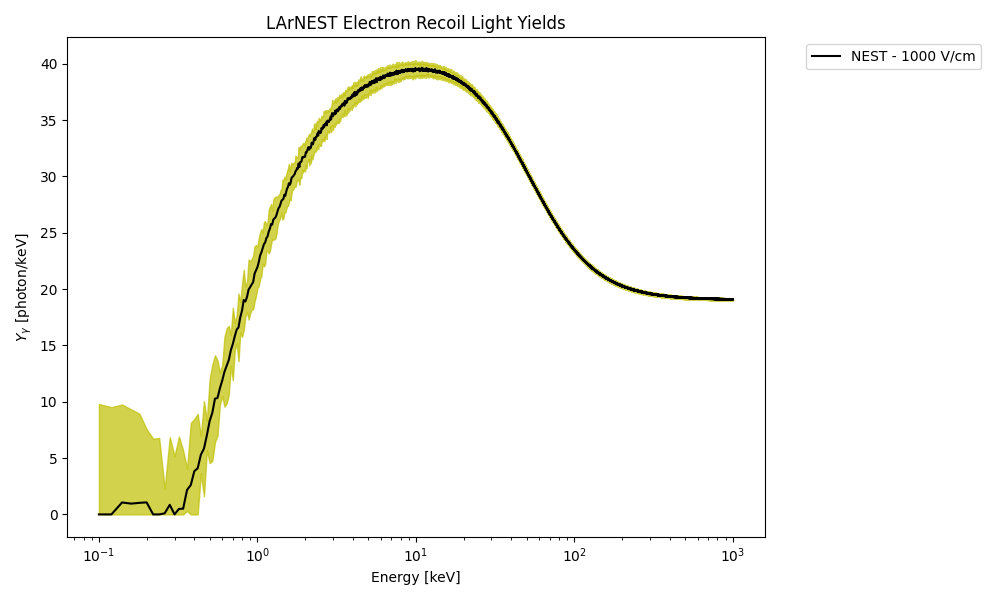 LArNEST Electron Recoil Light Yields
NEST - 1000 V/cm
Yγ [photon/keV]
40
35
30
25
20
15
10
5
0
10⁻¹ 10⁰ 10¹ 10² 10³
Energy [keV]